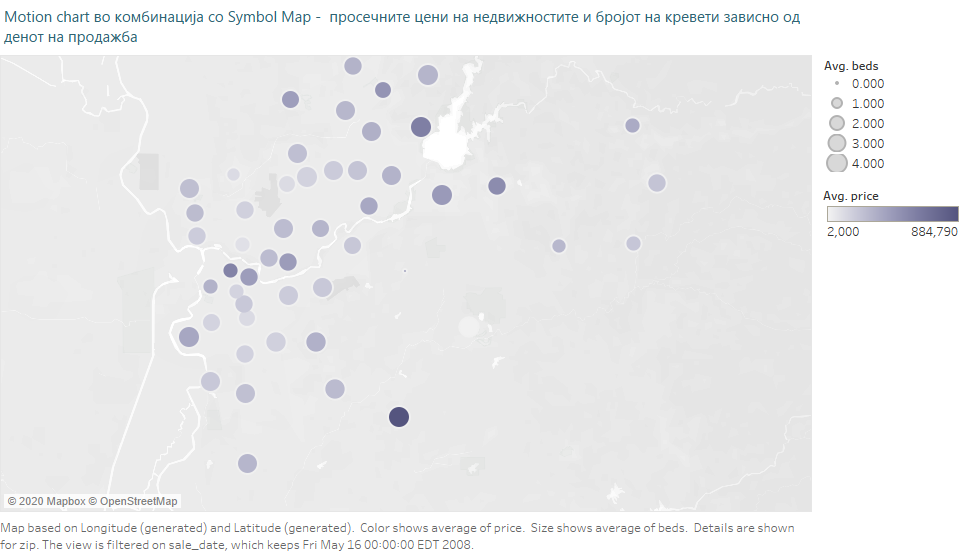 Motion chart во комбинација со Symbol Map -  просечните цени на недвижностите и бројот на кревети зависно од
денот на продажба
Avg. beds
0.000
1.000
2.000
3.000
4.000
Avg. price
2,000 884,790
© 2020 Mapbox © OpenStreetMap
Map based on Longitude (generated) and Latitude (generated).  Color shows average of price.  Size shows average of beds.  Details are shown
for zip. The view is filtered on sale_date, which keeps Fri May 16 00:00:00 EDT 2008.